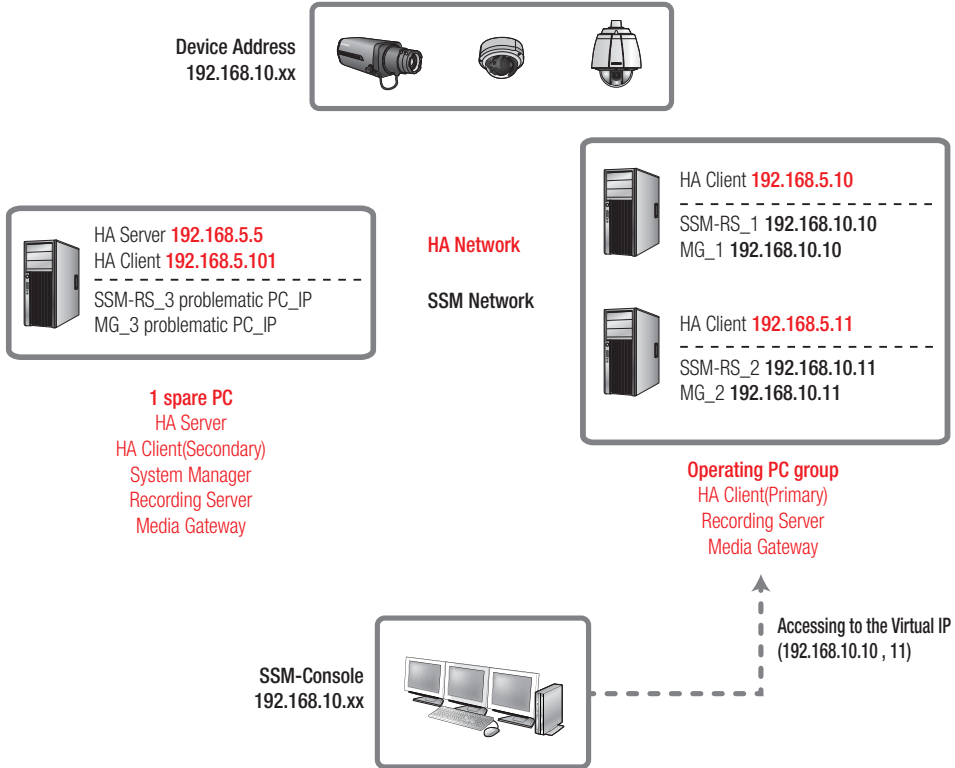 Device Address
192.168.10.xx
HA Server 192.168.5.5
HA Client 192.168.5.101
SSM-RS_3 problematic PC_IP
MG_3 problematic PC_IP
1 spare PC
HA Server
HA Client(Secondary)
System Manager
Recording Server
Media Gateway
HA Network
SSM Network
HA Client 192.168.5.10
SSM-RS_1 192.168.10.10
MG_1 192.168.10.10
HA Client 192.168.5.11
SSM-RS_2 192.168.10.11
MG_2 192.168.10.11
Operating PC group
HA Client(Primary)
Recording Server
Media Gateway
Accessing to the Virtual IP
(192.168.10.10 , 11)
SSM-Console
192.168.10.xx